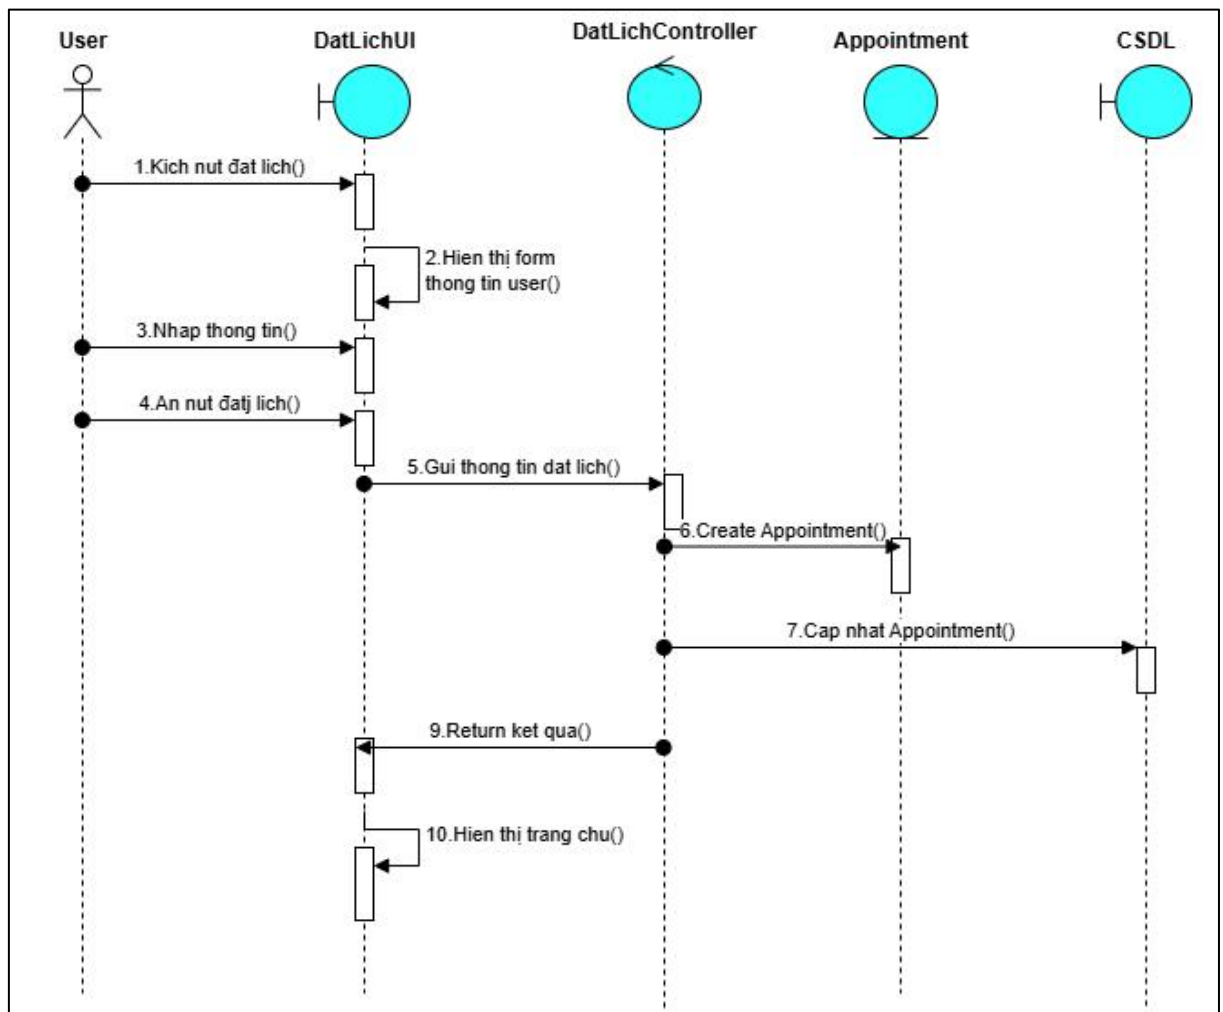 User
DatLichUI
DatLichController
Appointment
CSDL
1.Kich nut đat lich()
2.Hien thị form
thong tin user()
3.Nhap thong tin()
4.An nut đatj lich()
5.Gui thong tin dat lich()
6.Create Appointment()
7.Cap nhat Appointment()
9.Return ket qua()
10.Hien thị trang chu()